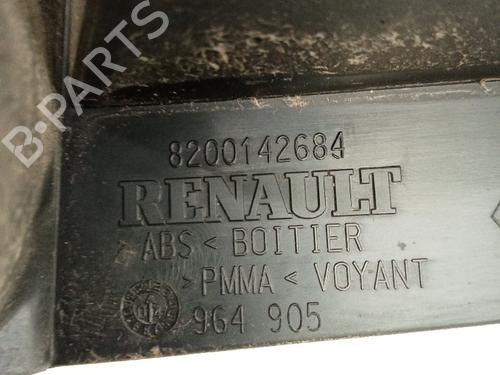 B-PARTS
8200142684
RENAULT
>ABS< BOITIER
>PMMA< VOYANT
964 905